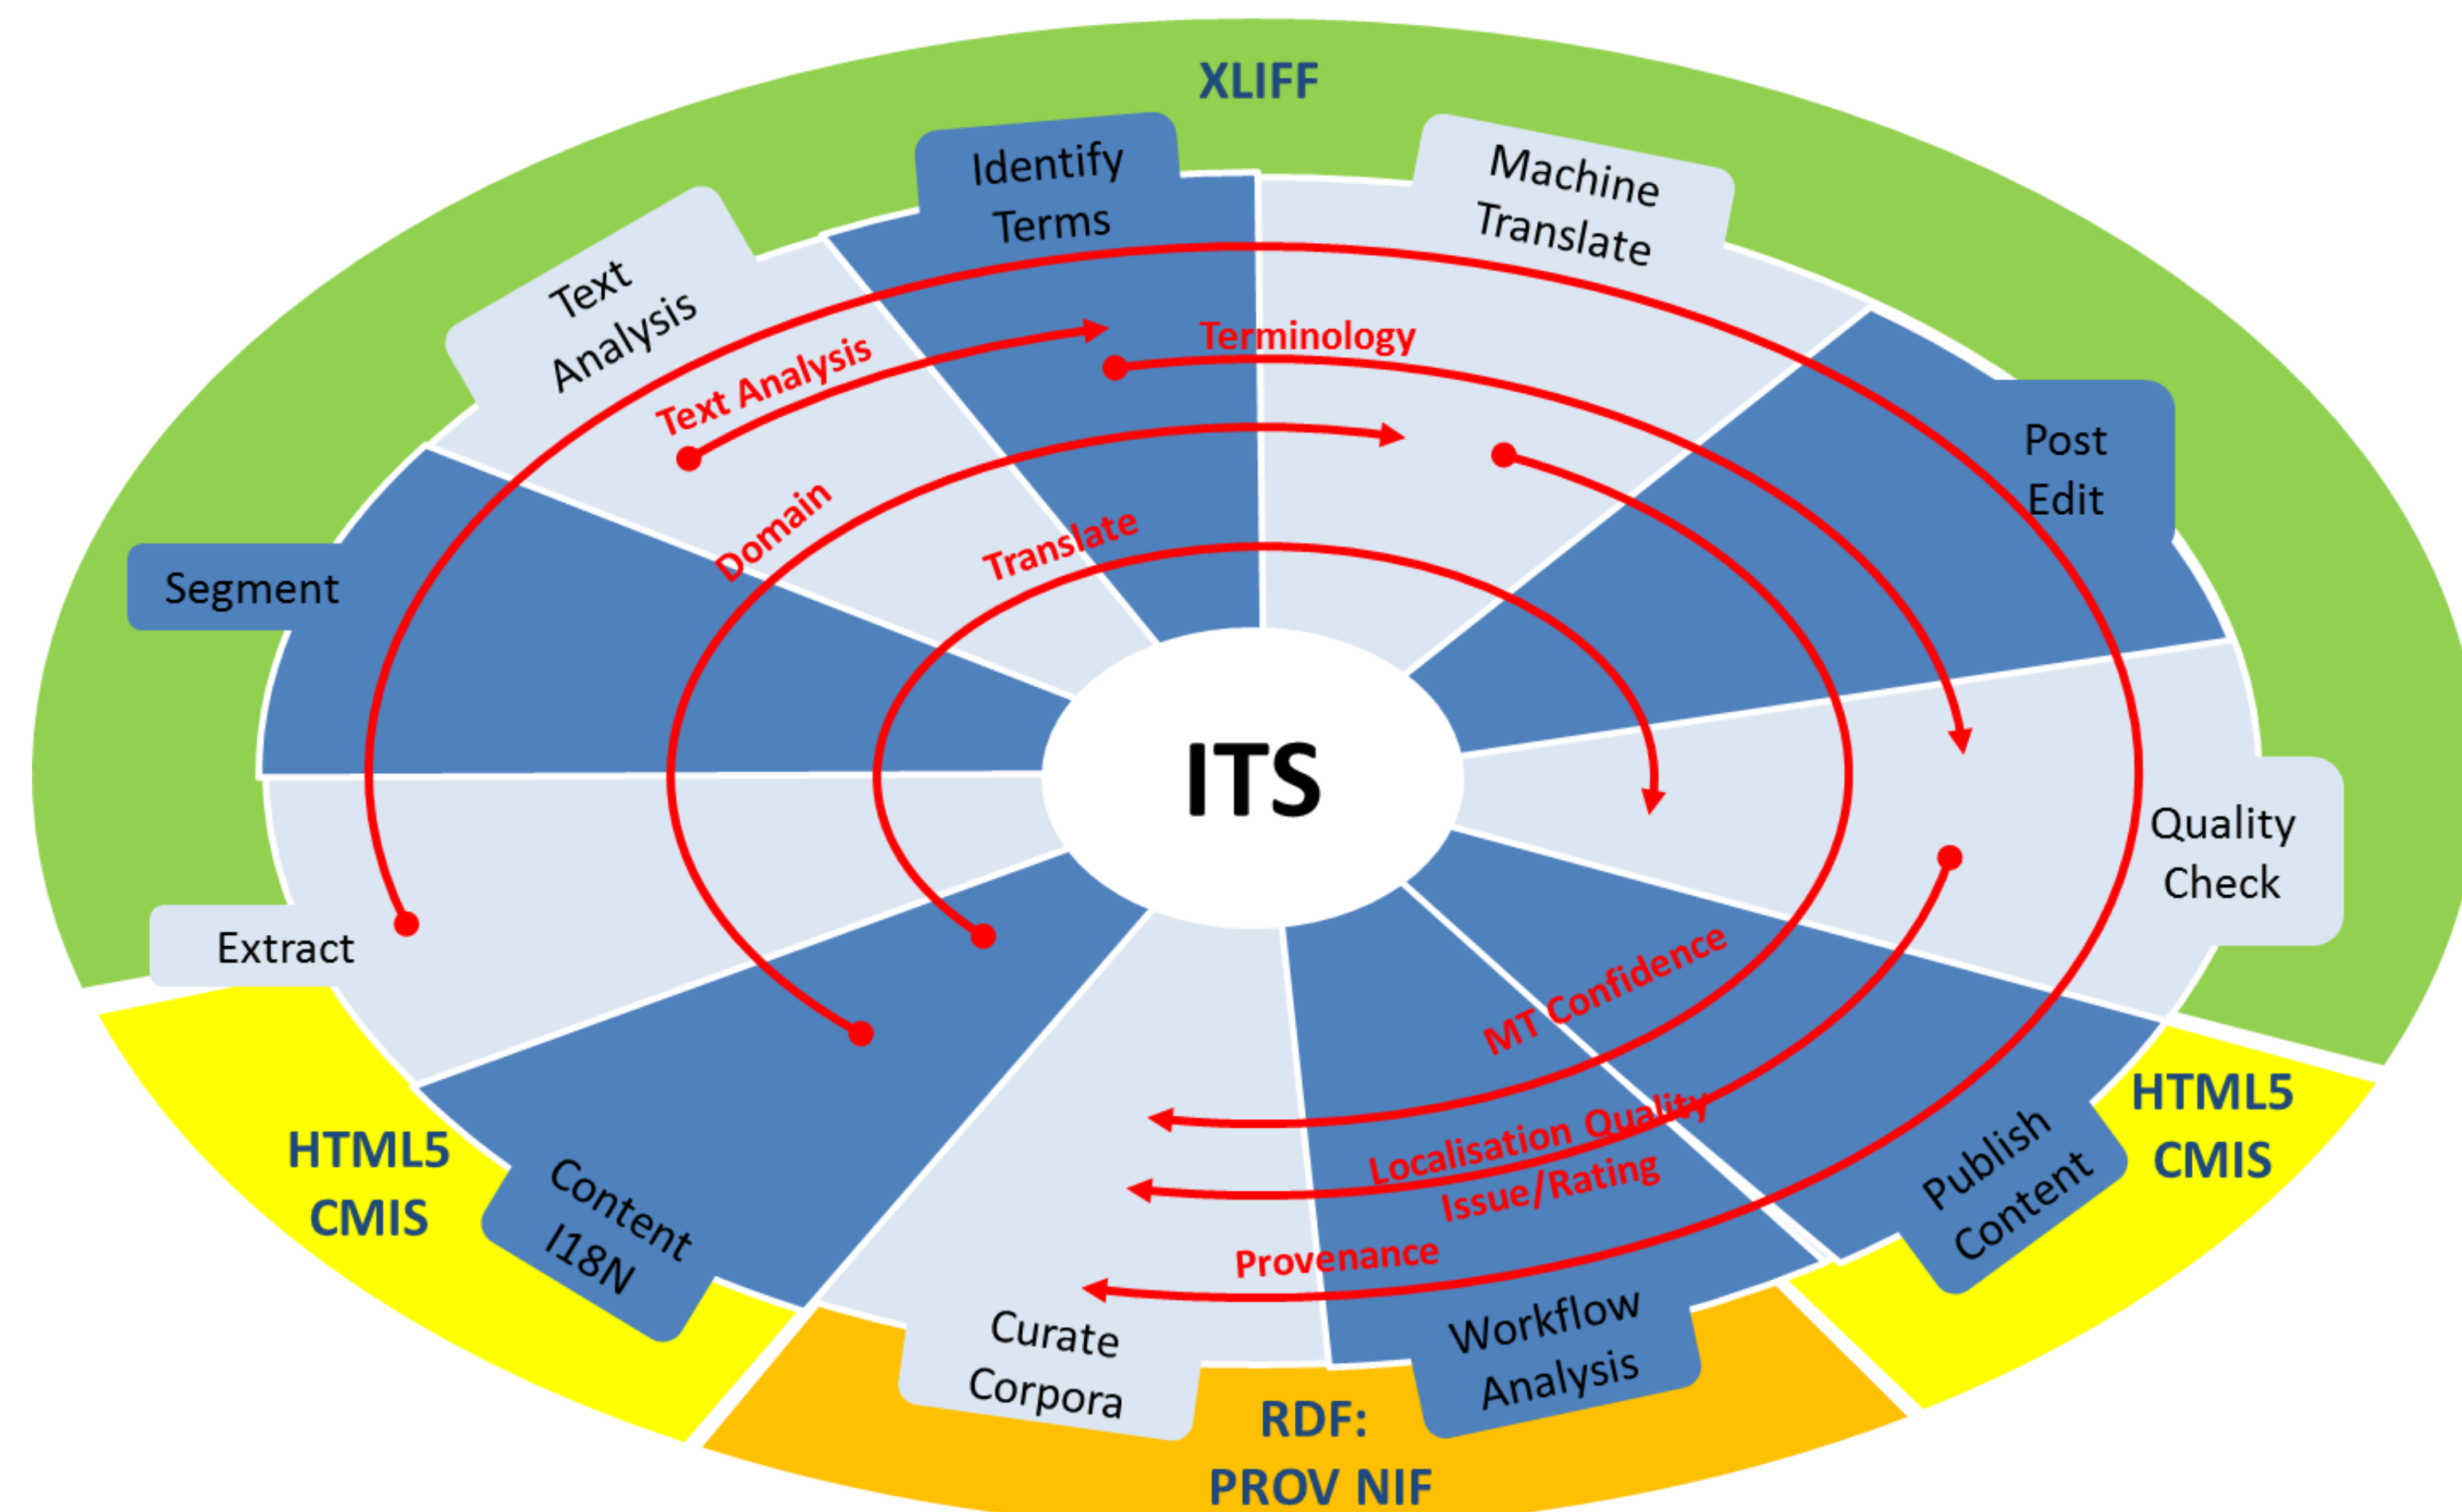 XLIFF
Identify
Terms
Machine
Translate
Text
Analysis
Post
Edit
Segment
Text Analysis
Terminology
Domain
Translate
ITS
Quality
Check
Extract
MT Confidence
Localisation Quality
Issue/Rating
Provenance
HTML5
CMIS
Content
I18N
Curate
Corpora
Workflow
Analysis
Publish
Content
HTML5
CMIS
RDF:
PROV NIF